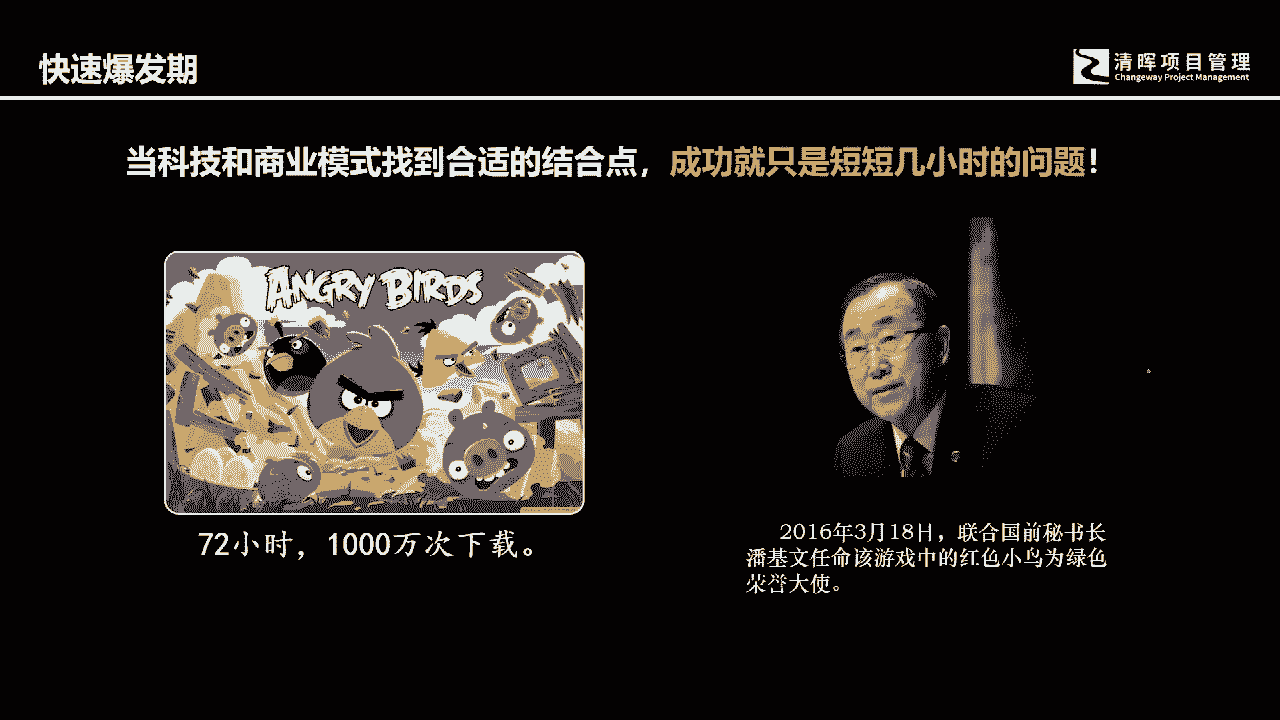 快速爆发期
清晖项目管理
Changeway Project Management
当科技和商业模式找到合适的结合点，成功就只是短短几小时的问题！
ANGRY BIRDS
72小时，1000万次下载。
2016年3月18日，联合国前秘书长
潘基文任命该游戏中的红色小鸟为绿色
荣誉大使。